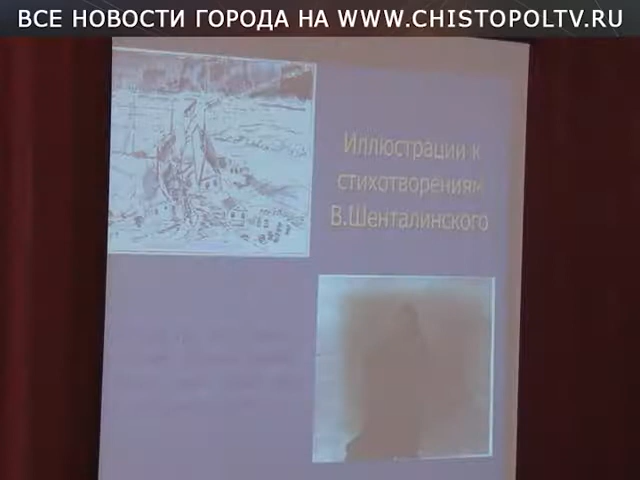 ВСЕ НОВОСТИ ГОРОДА НА WWW.CHISTOPOLTV.RU
Иллюстрации к
стихотворениям
В.Шенталинского